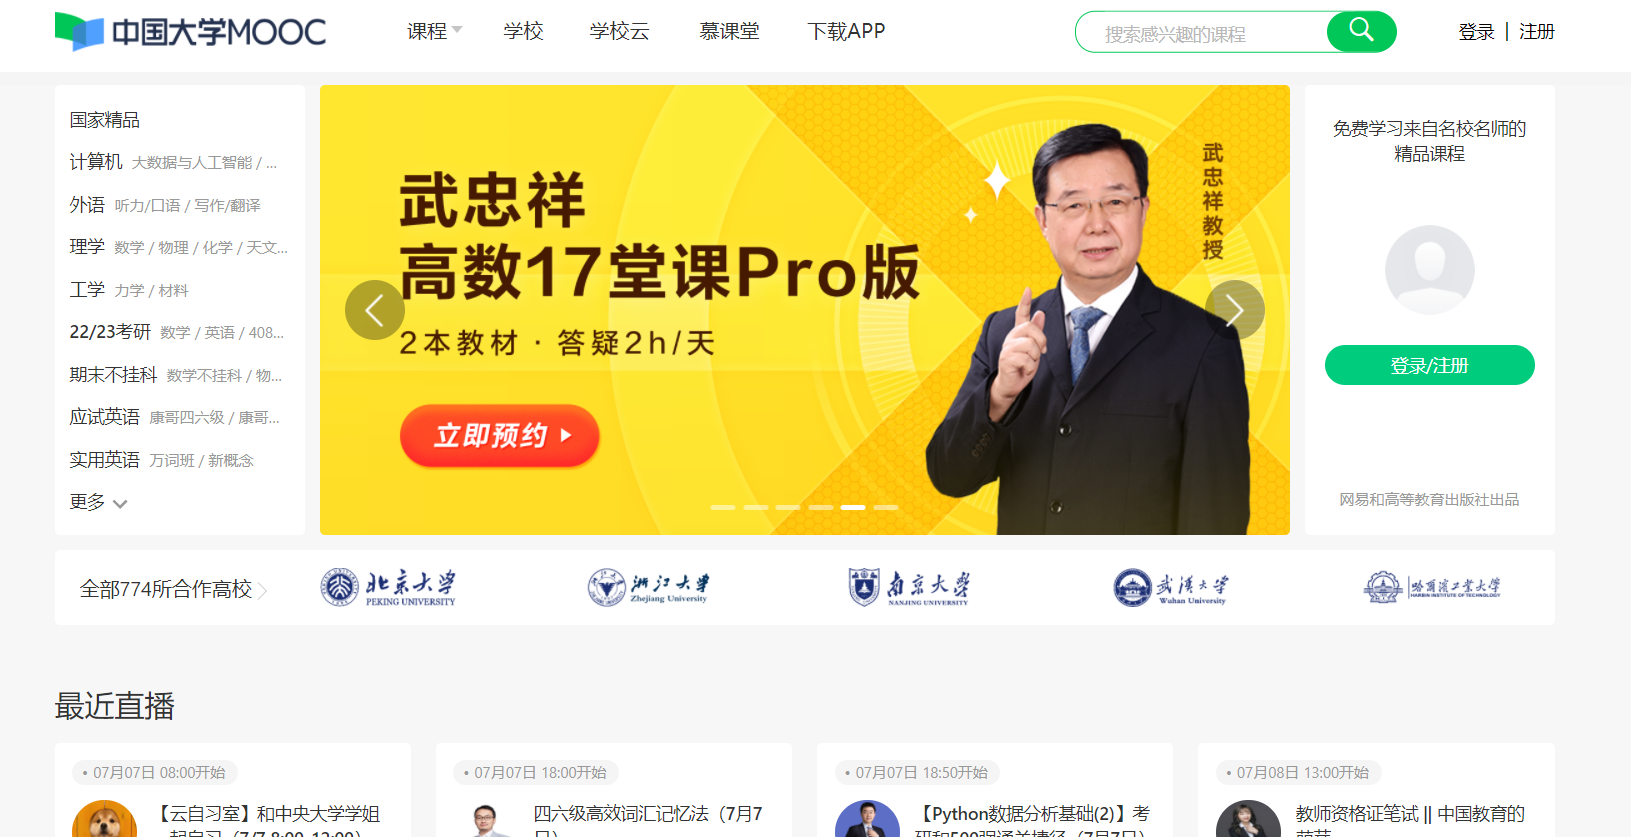 中国大学MOOC
课程
学校
学校云
慕课堂
下载APP
搜索感兴趣的课程
登录 | 注册
国家精品
计算机 大数据与人工智能 / ...
外语 听力/口语 / 写作/翻译
理学 数学 / 物理 / 化学 / 天文...
工学 力学 / 材料
22/23考研 数学 / 英语 / 408...
期末不挂科 数学不挂科 / 物...
应试英语 康哥四六级 / 康哥...
实用英语 万词班 / 新概念
更多
武忠祥
高数17堂课Pro版
2本教材 · 答疑2h/天
立即预约
武忠祥教授
免费学习来自名校名师的
精品课程
登录/注册
网易和高等教育出版社出品
全部774所合作高校
北京大学
PEKING UNIVERSITY
浙江大学
Zhejiang University
南京大学
NANJING UNIVERSITY
武汉大学
Wuhan University
哈尔滨工业大学
HARBIN INSTITUTE OF TECHNOLOGY
最近直播
• 07月07日 08:00开始
【云自习室】和中央大学学姐
一起自习（7/7 8:00-12:00）
• 07月07日 18:00开始
四六级高效词汇记忆法（7月7
日）
• 07月07日 18:50开始
【Python数据分析基础(2)】考
研和500强通关捷径（7月7日）
• 07月08日 13:00开始
教师资格证笔试 || 中国教育的